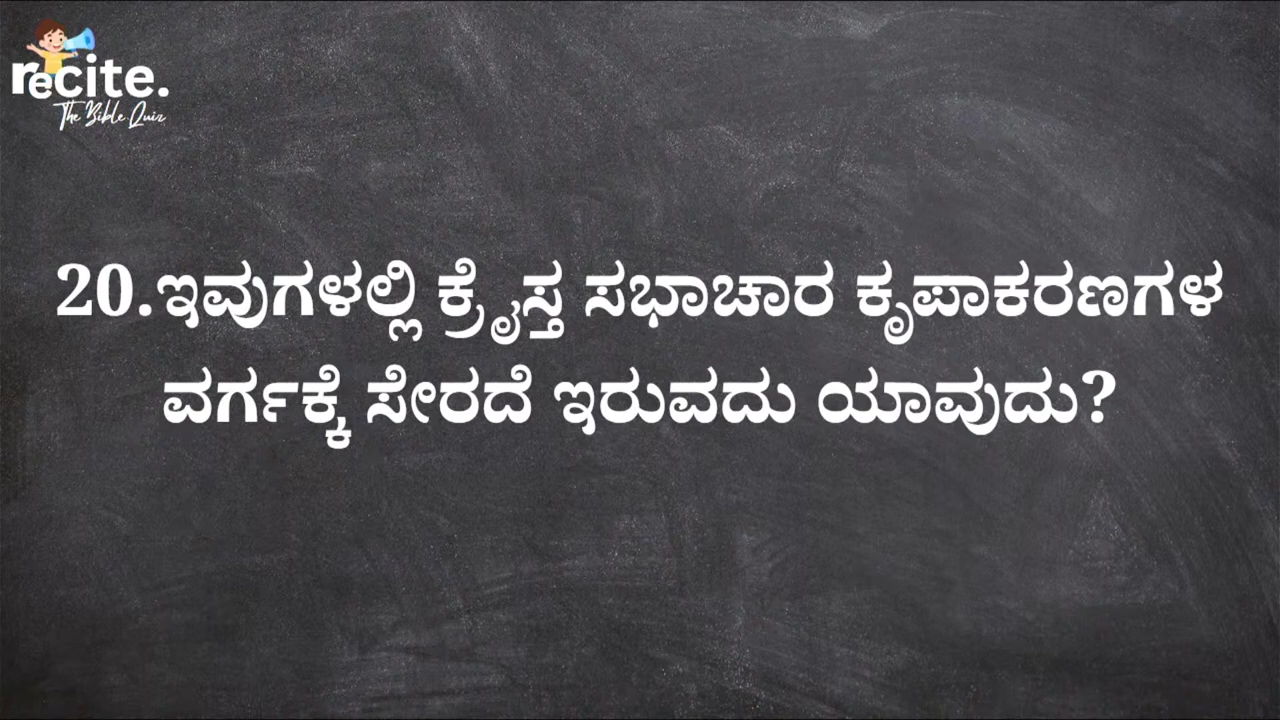 recite.
The Bible Quiz
20.ಇವುಗಳಲ್ಲಿ ಕ್ರೈಸ್ತ ಸಭಾಚಾರ ಕೃಪಾಕರಣಗಳ
ವರ್ಗಕ್ಕೆ ಸೇರದೆ ಇರುವದು ಯಾವುದು?